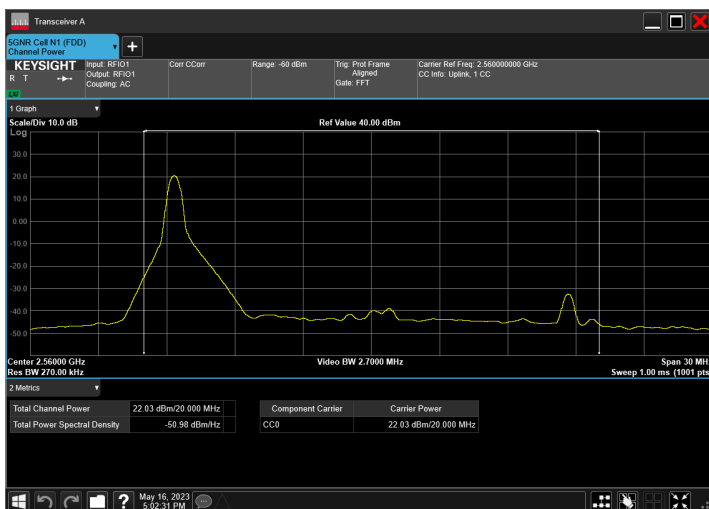 Transceiver A
5GNR Cell N1 (FDD)
Channel Power
KEYSIGHT
R T
LXI
Input: RFIO1
Output: RFIO1
Coupling: AC
Corr CCorr
Range: -60 dBm
Trig: Prot Frame
Aligned
Gate: FFT
Carrier Ref Freq: 2.560000000 GHz
CC Info: Uplink, 1 CC
1 Graph
Scale/Div 10.0 dB
Ref Value 40.00 dBm
Log
30.0
20.0
10.0
0.00
-10.0
-20.0
-30.0
-40.0
-50.0
Center 2.56000 GHz
Video BW 2.7000 MHz
Span 30 MHz
Res BW 270.00 kHz
Sweep 1.00 ms (1001 pts)
2 Metrics
Total Channel Power 22.03 dBm/20.000 MHz
Total Power Spectral Density -50.98 dBm/Hz
Component Carrier Carrier Power
CC0 22.03 dBm/20.000 MHz
?
May 16, 2023
5:02:31 PM